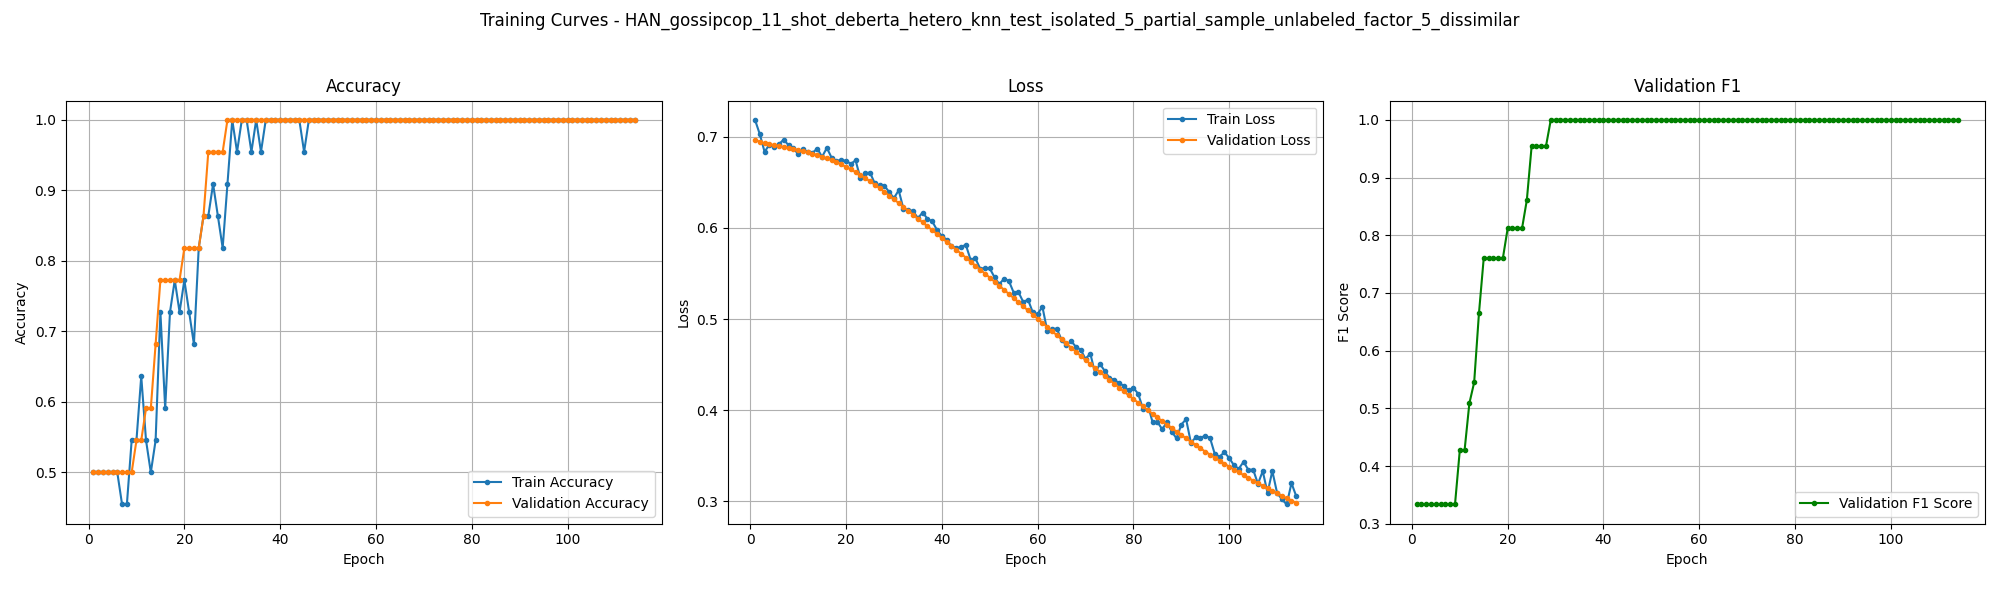 Training Curves - HAN_gossipcop_11_shot_deberta_hetero_knn_test_isolated_5_partial_sample_unlabeled_factor_5_dissimilar
Accuracy
1.0
0.9
0.8
0.7
0.6
0.5
Accuracy
0 20 40 60 80 100
Epoch
Train Accuracy
Validation Accuracy
Loss
0.7
0.6
0.5
0.4
0.3
Loss
0 20 40 60 80 100
Epoch
Train Loss
Validation Loss
Validation F1
1.0
0.9
0.8
0.7
0.6
0.5
0.4
0.3
F1 Score
0 20 40 60 80 100
Epoch
Validation F1 Score